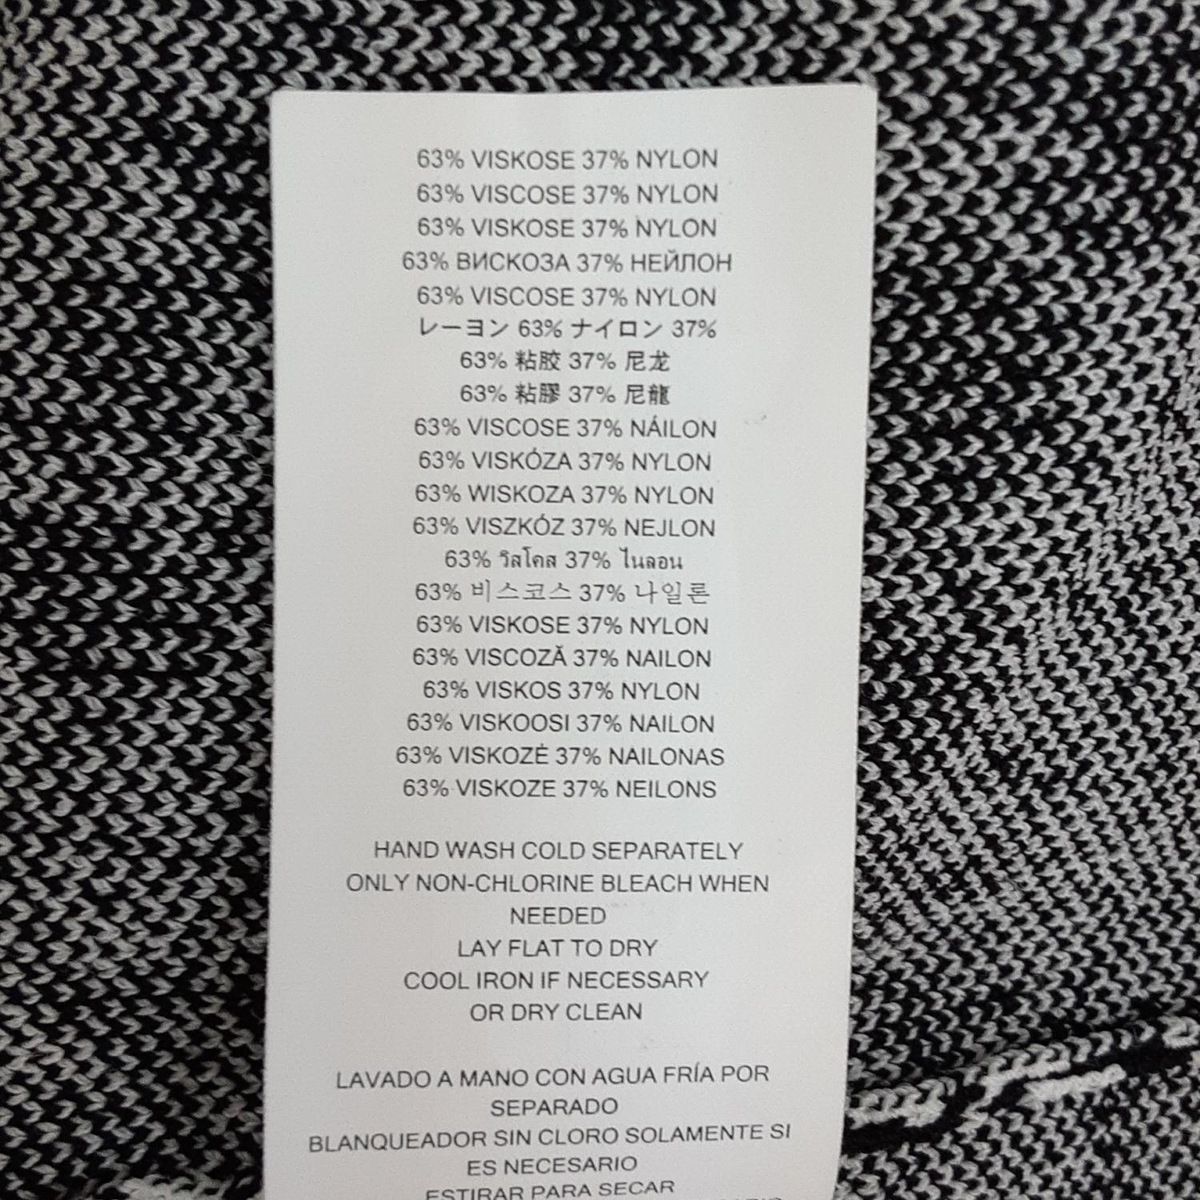 63% VISKOSE 37% NYLON
63% VISCOSE 37% NYLON
63% VISKOSE 37% NYLON
63% ВИСКОЗА 37% НЕЙЛОН
63% VISCOSE 37% NYLON
レーヨン 63% ナイロン 37%
63% 粘胶 37% 尼龙
63% 粘膠 37% 尼龍
63% VISCOSE 37% NÁILON
63% VISKÓZA 37% NYLON
63% WISKOZA 37% NYLON
63% VISZKÓZ 37% NEJLON
63% วิสโคส 37% ไนลอน
63% 비스코스 37% 나일론
63% VISKOSE 37% NYLON
63% VISCOZĂ 37% NAILON
63% VISKOS 37% NYLON
63% VISKOOSI 37% NAILON
63% VISKOZĖ 37% NAILONAS
63% VISKOZE 37% NEILONS
HAND WASH COLD SEPARATELY
ONLY NON-CHLORINE BLEACH WHEN
NEEDED
LAY FLAT TO DRY
COOL IRON IF NECESSARY
OR DRY CLEAN
LAVADO A MANO CON AGUA FRÍA POR
SEPARADO
BLANQUEADOR SIN CLORO SOLAMENTE SI
ES NECESARIO
ESTIRAR PARA SECAR